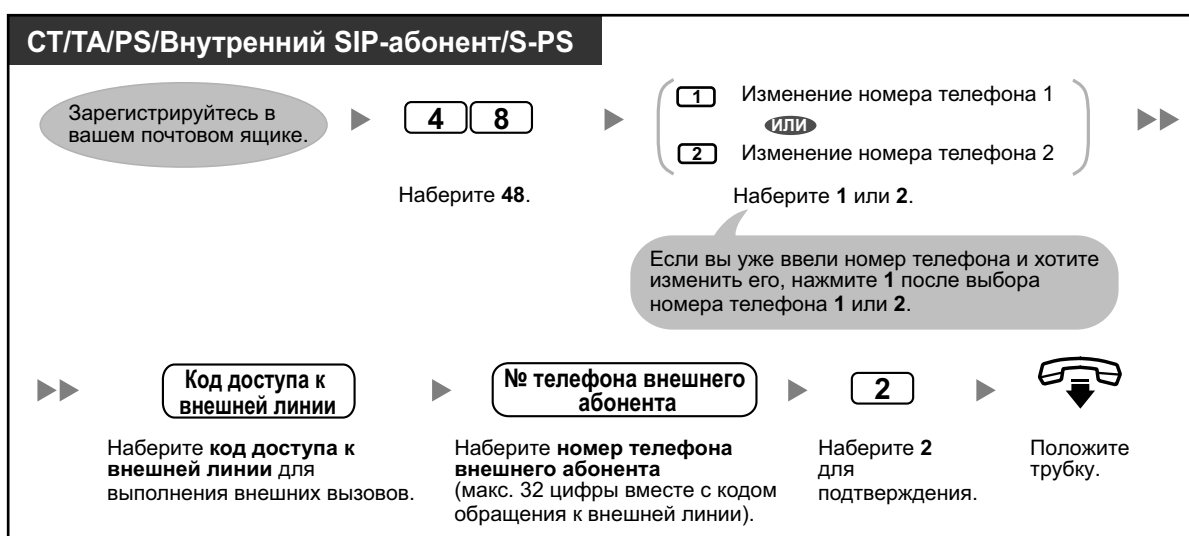 СТ/ТА/PS/Внутренний SIP-абонент/S-PS
Зарегистрируйтесь в
вашем почтовом ящике.
4 8
Наберите 48.
1 Изменение номера телефона 1
ИЛИ
2 Изменение номера телефона 2
Наберите 1 или 2.
Если вы уже ввели номер телефона и хотите
изменить его, нажмите 1 после выбора
номера телефона 1 или 2.
Код доступа к
внешней линии
Наберите код доступа к
внешней линии для
выполнения внешних вызовов.
№ телефона внешнего
абонента
Наберите номер телефона
внешнего абонента
(макс. 32 цифры вместе с кодом
обращения к внешней линии).
2
Наберите 2
для
подтверждения.
Положите
трубку.